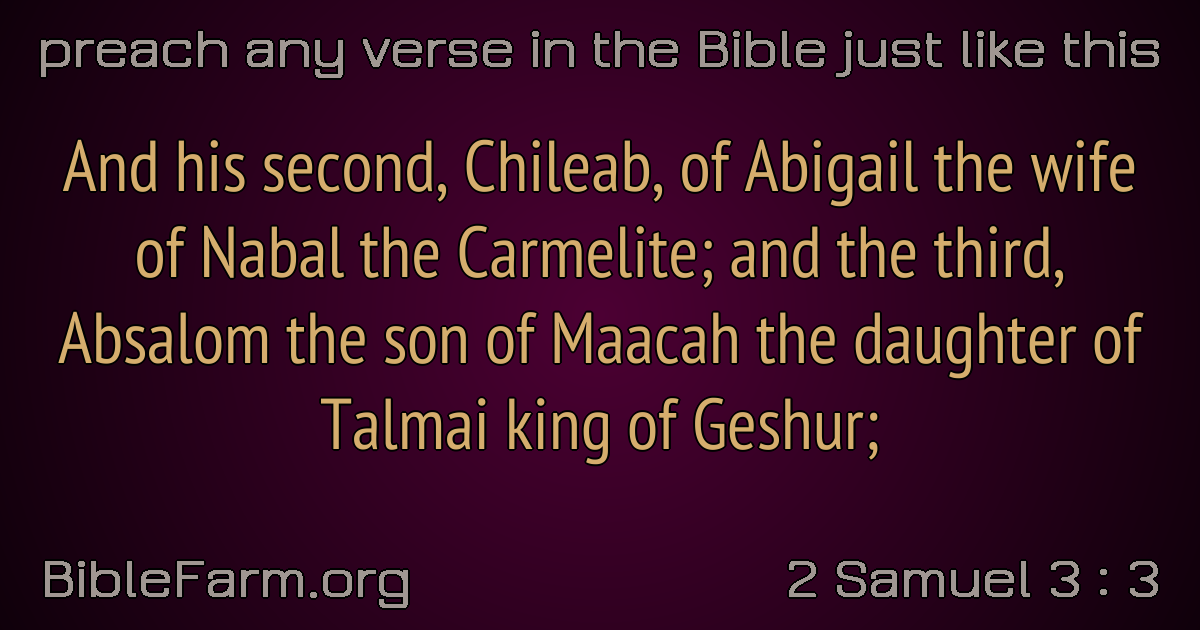 preach any verse in the Bible just like this
And his second, Chileab, of Abigail the wife
of Nabal the Carmelite; and the third,
Absalom the son of Maacah the daughter of
Talmai king of Geshur;
BibleFarm.org
2 Samuel 3 : 3